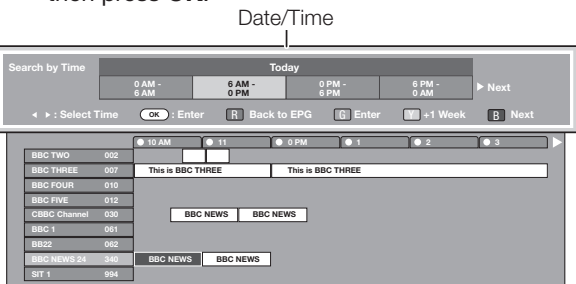 then press OK.
Date/Time
Search by Time Today
0 AM - 6 AM 6 AM - 0 PM 0 PM - 6 PM 6 PM - 0 AM Next
: Select Time OK : Enter R Back to EPG G Enter Y +1 Week B Next
10 AM 11 0 PM 1 2 3
BBC TWO 002
BBC THREE 007 This is BBC THREE This is BBC THREE
BBC FOUR 010
BBC FIVE 012
CBBC Channel 030 BBC NEWS BBC NEWS
BBC 1 061
BB22 062
BBC NEWS 24 340 BBC NEWS BBC NEWS
SIT 1 994